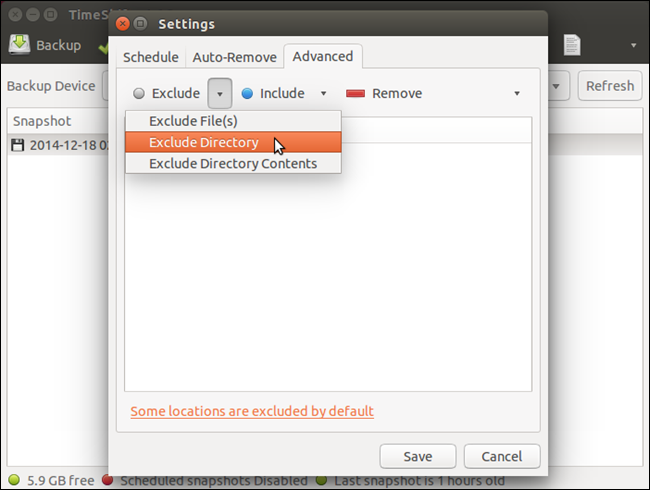 TimeShift
Settings
Backup
Schedule Auto-Remove Advanced
Backup Device
Exclude Include Remove
Refresh
Exclude File(s)
Exclude Directory
Exclude Directory Contents
Snapshot
2014-12-18
Some locations are excluded by default
Save Cancel
5.9 GB free Scheduled snapshots Disabled Last snapshot is 1 hours old